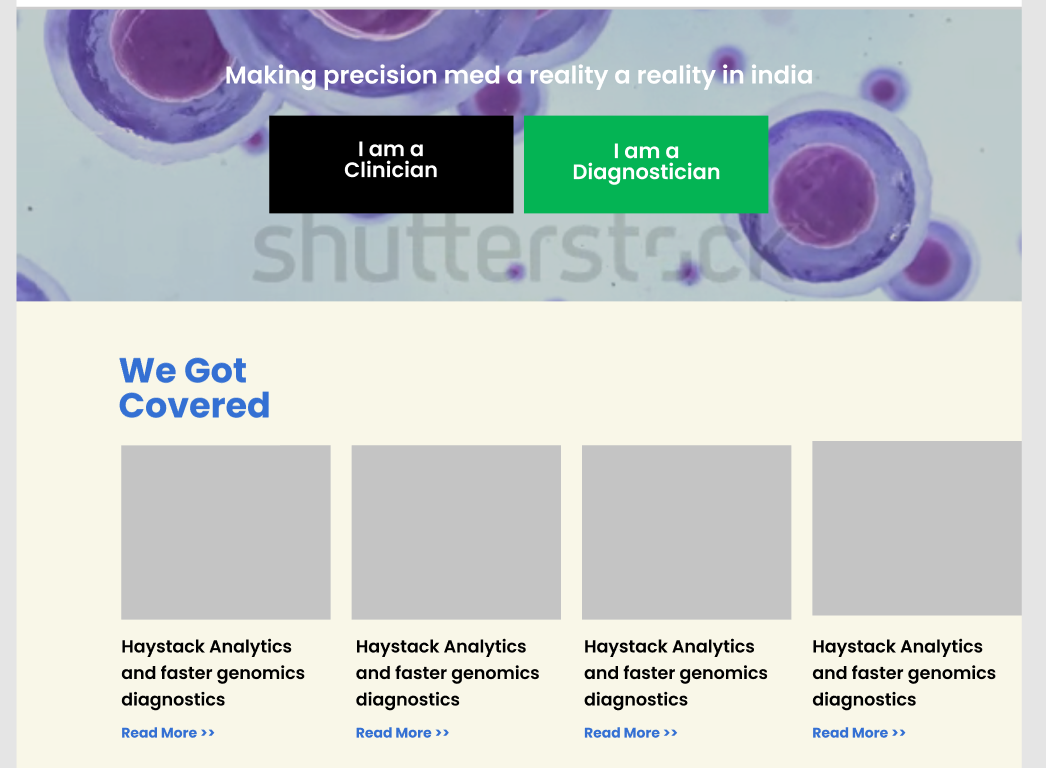 Making precision med a reality a reality in india
I am a
Clinician
I am a
Diagnostician
shutterstock
We Got
Covered
Haystack Analytics
and faster genomics
diagnostics
Read More >>
Haystack Analytics
and faster genomics
diagnostics
Read More >>
Haystack Analytics
and faster genomics
diagnostics
Read More >>
Haystack Analytics
and faster genomics
diagnostics
Read More >>